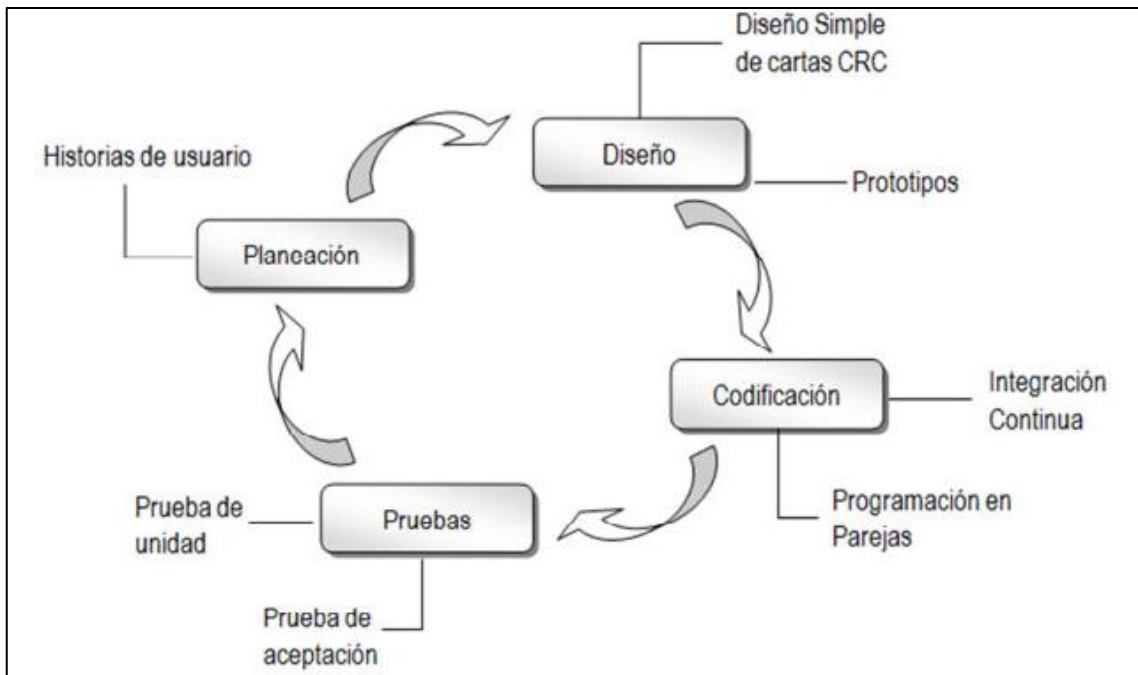 Diseño Simple
de cartas CRC
Diseño
Prototipos
Historias de usuario
Planeación
Codificación
Integración
Continua
Programación en
Parejas
Pruebas
Prueba de
unidad
Prueba de
aceptación